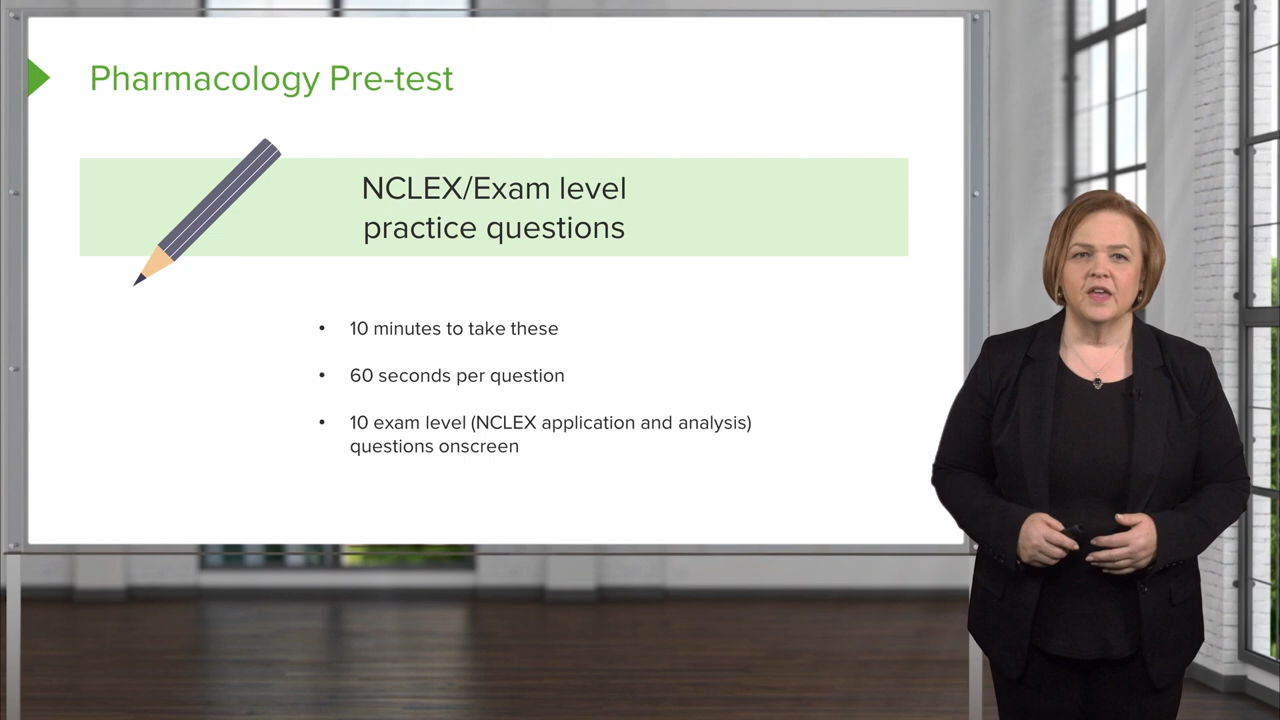 Pharmacology Pre-test
NCLEX/Exam level
practice questions
• 10 minutes to take these
• 60 seconds per question
• 10 exam level (NCLEX application and analysis)
questions onscreen